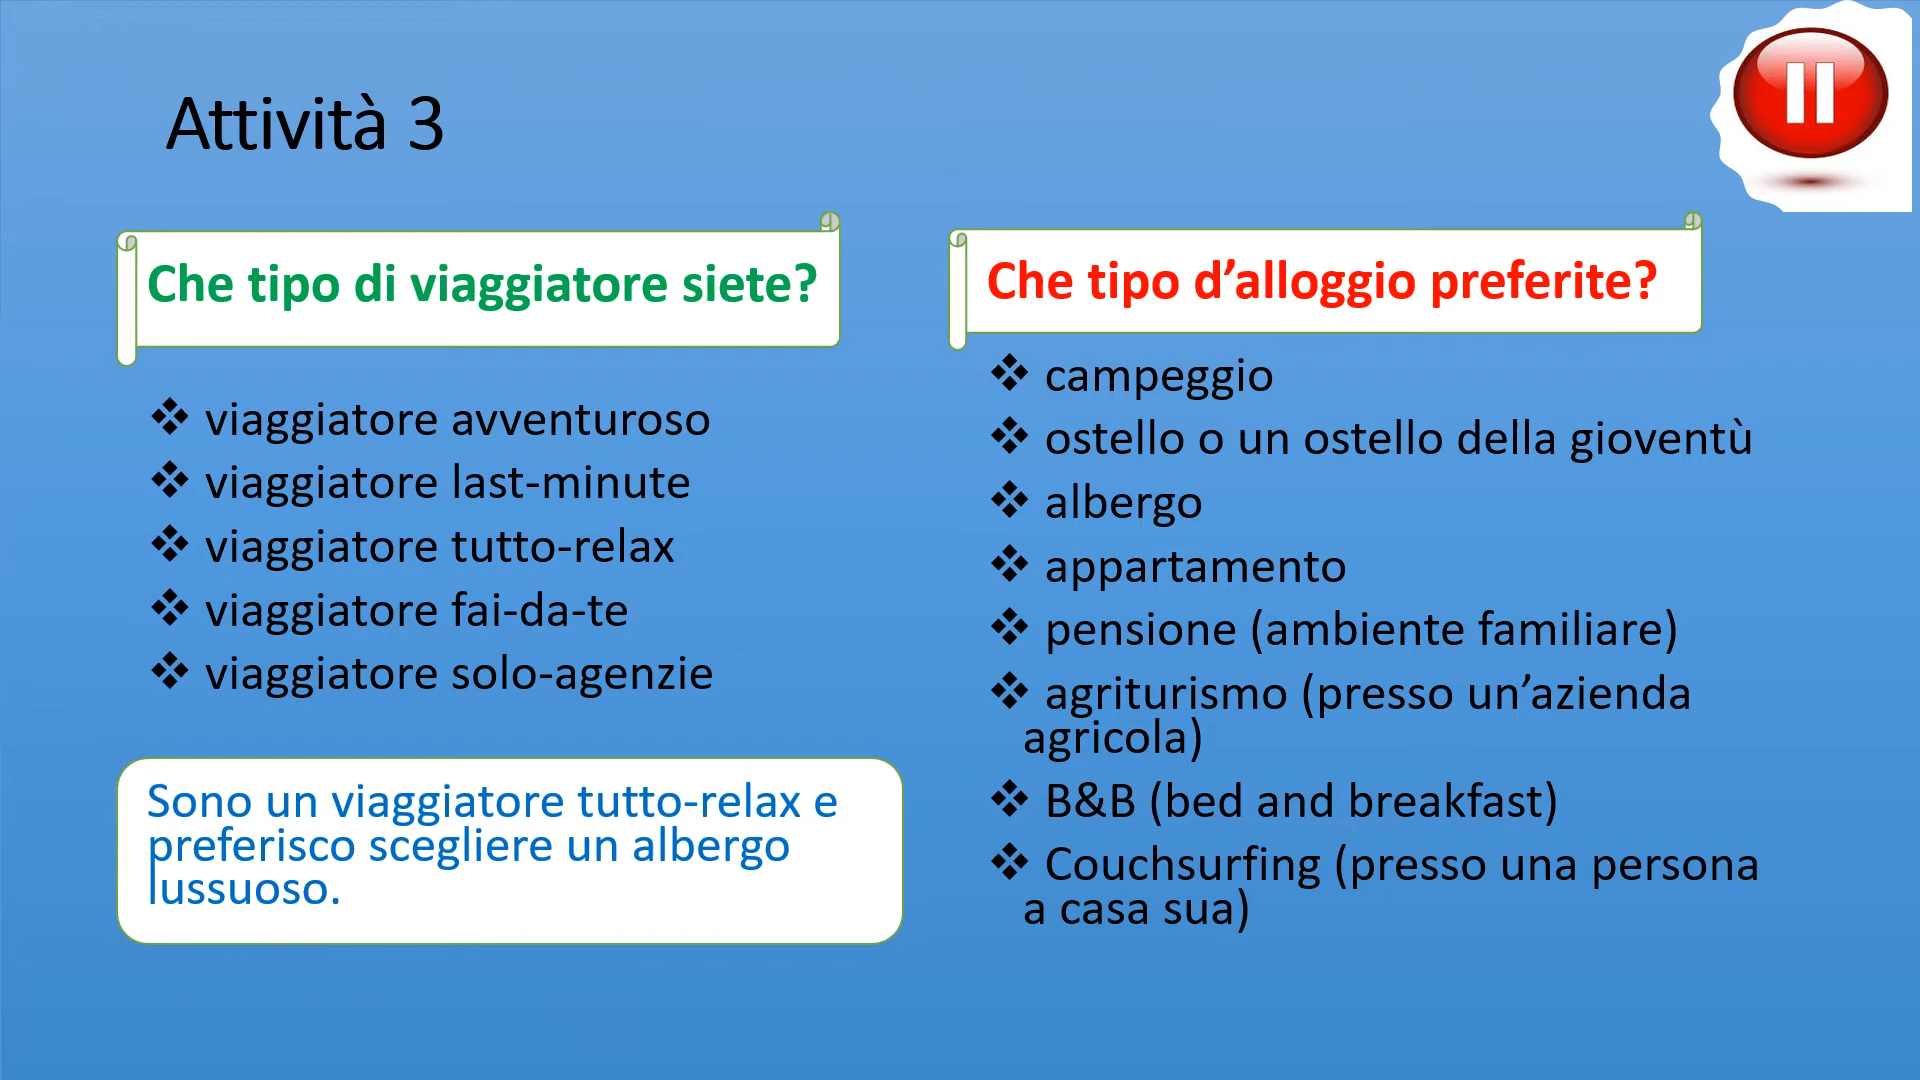 Attività 3
Che tipo di viaggiatore siete?
❖ viaggiatore avventuroso
❖ viaggiatore last-minute
❖ viaggiatore tutto-relax
❖ viaggiatore fai-da-te
❖ viaggiatore solo-agenzie
Sono un viaggiatore tutto-relax e
preferisco scegliere un albergo
lussuoso.
Che tipo d’alloggio preferite?
❖ campeggio
❖ ostello o un ostello della gioventù
❖ albergo
❖ appartamento
❖ pensione (ambiente familiare)
❖ agriturismo (presso un’azienda
agricola)
❖ B&B (bed and breakfast)
❖ Couchsurfing (presso una persona
a casa sua)